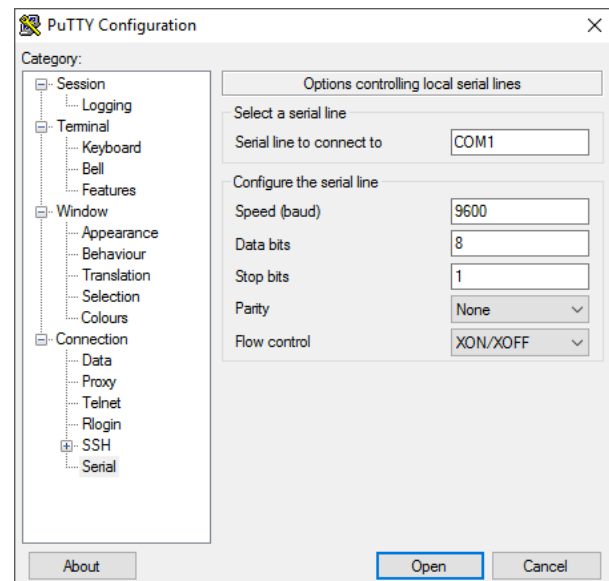 PuTTY Configuration
Category:
Session
Logging
Terminal
Keyboard
Bell
Features
Window
Appearance
Behaviour
Translation
Selection
Colours
Connection
Data
Proxy
Telnet
Rlogin
SSH
Serial
Options controlling local serial lines
Select a serial line
Serial line to connect to COM1
Configure the serial line
Speed (baud) 9600
Data bits 8
Stop bits 1
Parity None
Flow control XON/XOFF
About Open Cancel